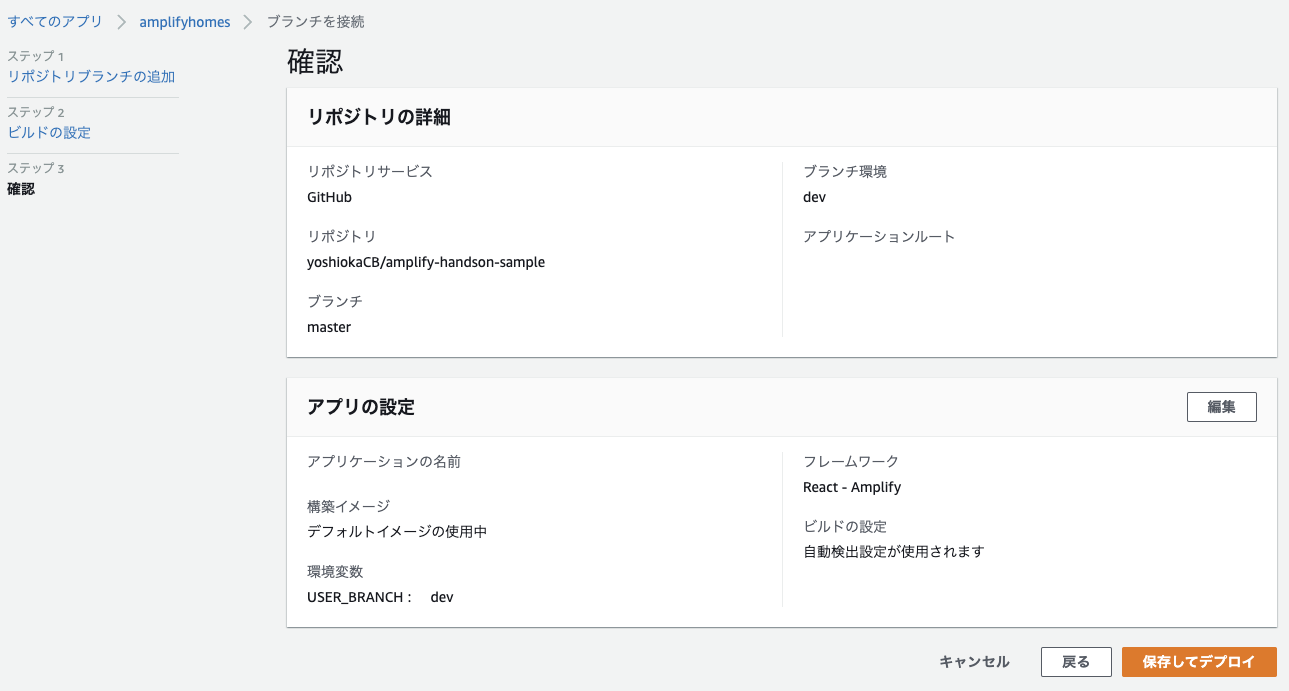 すべてのアプリ > amplifyhomes > ブランチを接続
ステップ 1
リポジトリブランチの追加
ステップ 2
ビルドの設定
ステップ 3
確認
確認
リポジトリの詳細
リポジトリサービス
GitHub
リポジトリ
yoshiokaCB/amplify-handson-sample
ブランチ
master
ブランチ環境
dev
アプリケーションルート
アプリの設定
編集
アプリケーションの名前
構築イメージ
デフォルトイメージの使用中
環境変数
USER_BRANCH : dev
フレームワーク
React - Amplify
ビルドの設定
自動検出設定が使用されます
キャンセル
戻る
保存してデプロイ